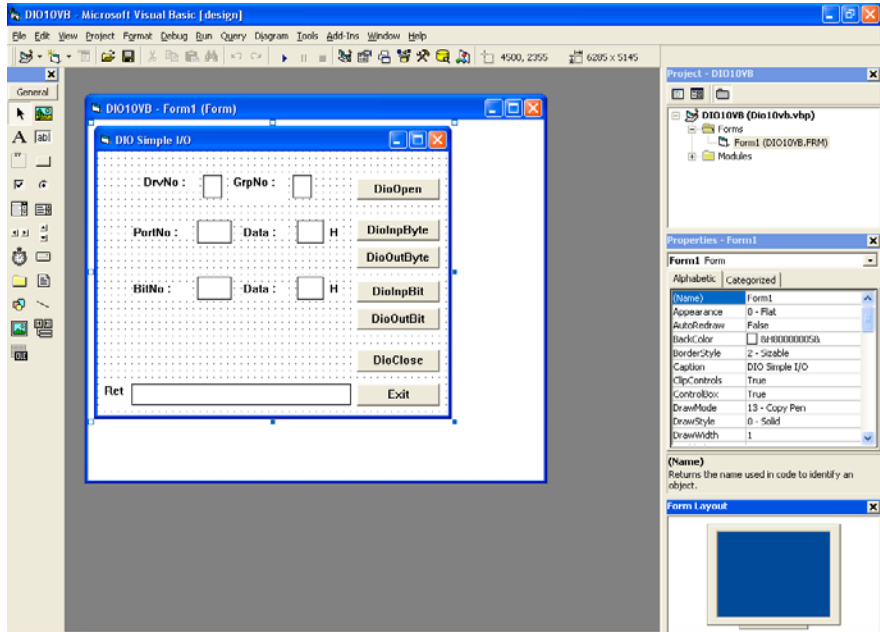 DIO10VB - Microsoft Visual Basic [design]
File Edit View Project Format Debug Run Query Diagram Tools Add-Ins Window Help
4500, 2355 6285 x 5145
General
A ab|
OLE
DIO10VB - Form1 (Form)
DIO Simple I/O
DrvNo : GrpNo : DioOpen
PortNo : Data : H DioInpByte
DioOutByte
BitNo : Data : H DioInpBit
DioOutBit
DioClose
Ret Exit
Project - DIO10VB
DIO10VB (Dio10vb.vbp)
Forms
Form1 (DIO10VB.FRM)
Modules
Properties - Form1
Form1 Form
Alphabetic Categorized
(Name) Form1
Appearance 0 - Flat
AutoRedraw False
BackColor &H80000005&
BorderStyle 2 - Sizable
Caption DIO Simple I/O
ClipControls True
ControlBox True
DrawMode 13 - Copy Pen
DrawStyle 0 - Solid
DrawWidth 1
(Name)
Returns the name used in code to identify an
object.
Form Layout